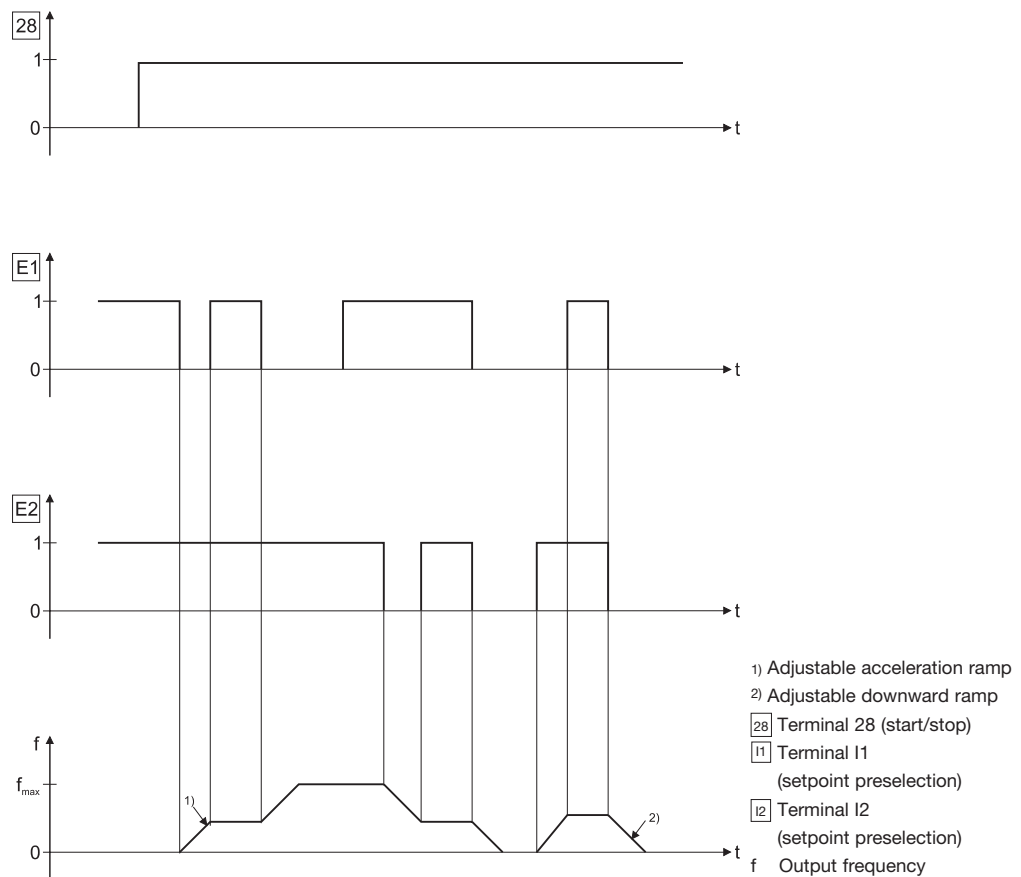 28
1
0
t
E1
1
0
t
E2
1
0
t
f
fmax
1)
2)
0
t
1) Adjustable acceleration ramp
2) Adjustable downward ramp
28 Terminal 28 (start/stop)
I1 Terminal I1
(setpoint preselection)
I2 Terminal I2
(setpoint preselection)
f Output frequency